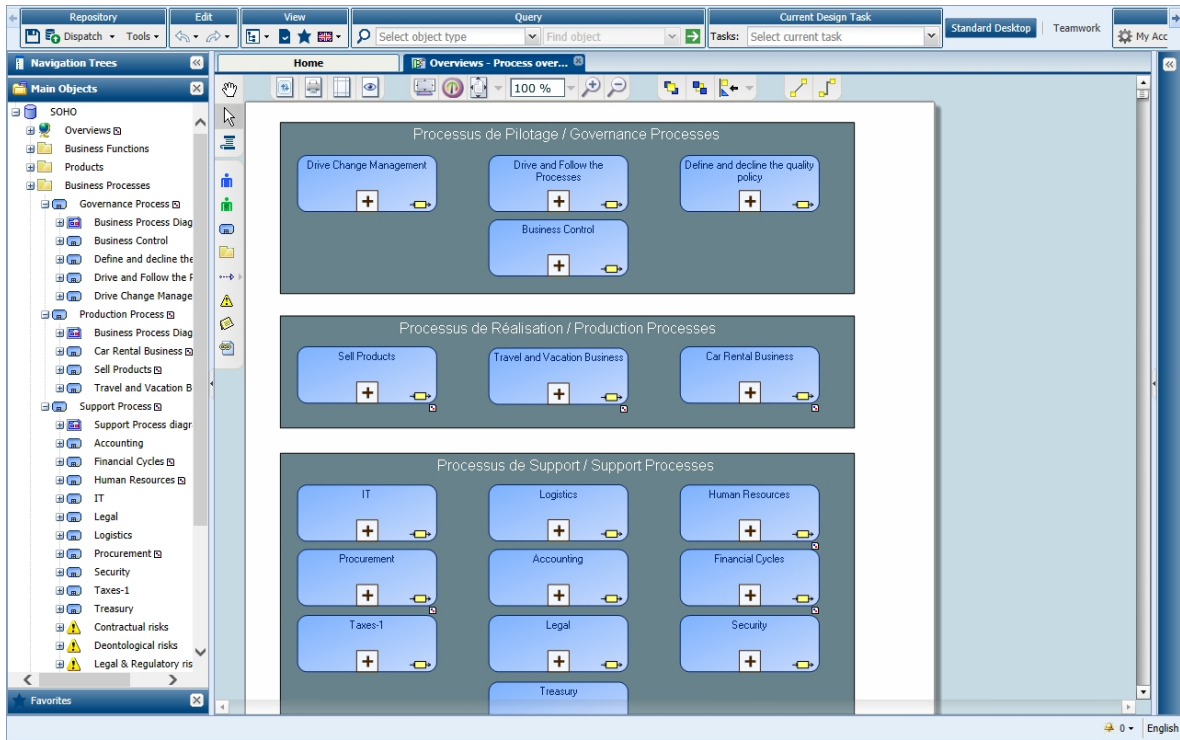 Repository
Edit
View
Query
Current Design Task
Dispatch
Tools
Select object type
Find object
Tasks:
Select current task
Standard Desktop
Teamwork
My Acc
Navigation Trees
Home
Overviews - Process over...
Main Objects
100 %
SOHO
Overviews
Business Functions
Products
Business Processes
Governance Process
Business Process Diag
Business Control
Define and decline the
Drive and Follow the P
Drive Change Manage
Production Process
Business Process Diag
Car Rental Business
Sell Products
Travel and Vacation B
Support Process
Support Process diagr
Accounting
Financial Cycles
Human Resources
IT
Legal
Logistics
Procurement
Security
Taxes-1
Treasury
Contractual risks
Deontological risks
Legal & Regulatory ris
Favorites
Processus de Pilotage / Governance Processes
Drive Change Management
Drive and Follow the
Processes
Define and decline the quality
policy
Business Control
Processus de Réalisation / Production Processes
Sell Products
Travel and Vacation Business
Car Rental Business
Processus de Support / Support Processes
IT
Logistics
Human Resources
Procurement
Accounting
Financial Cycles
Taxes-1
Legal
Security
Treasury
0
English